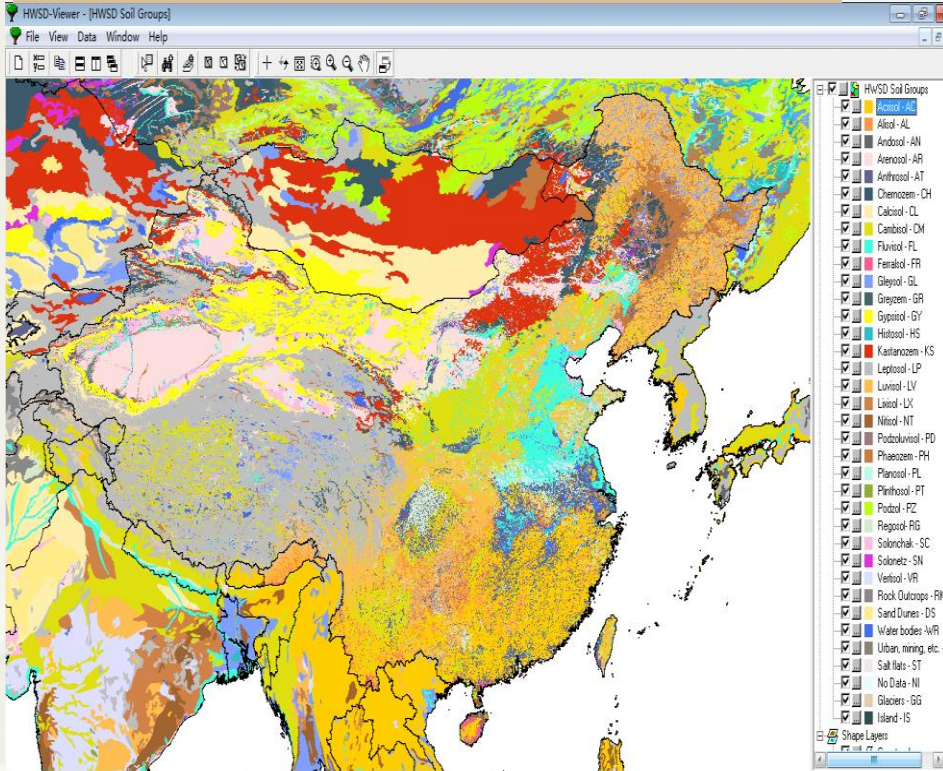 HWSD-Viewer - [HWSD Soil Groups]
File View Data Window Help
HWSD Soil Groups
Acrisol - AC
Alisol - AL
Andosol - AN
Arenosol - AR
Anthrosol - AT
Chernozem - CH
Calcisol - CL
Cambisol - CM
Fluvisol - FL
Ferralsol - FR
Gleysol - GL
Greyzem - GR
Gypsisol - GY
Histosol - HS
Kastanozem - KS
Leptosol - LP
Luvisol - LV
Lixisol - LX
Nitisol - NT
Podzoluvisol - PD
Phaeozem - PH
Planosol - PL
Plinthosol - PT
Podzol - PZ
Regosol- RG
Solonchak - SC
Solonetz - SN
Vertisol - VR
Rock Outcrops - RK
Sand Dunes - DS
Water bodies -WR
Urban, mining, etc. -
Salt flats - ST
No Data - NI
Glaciers - GG
Island - IS
Shape Layers